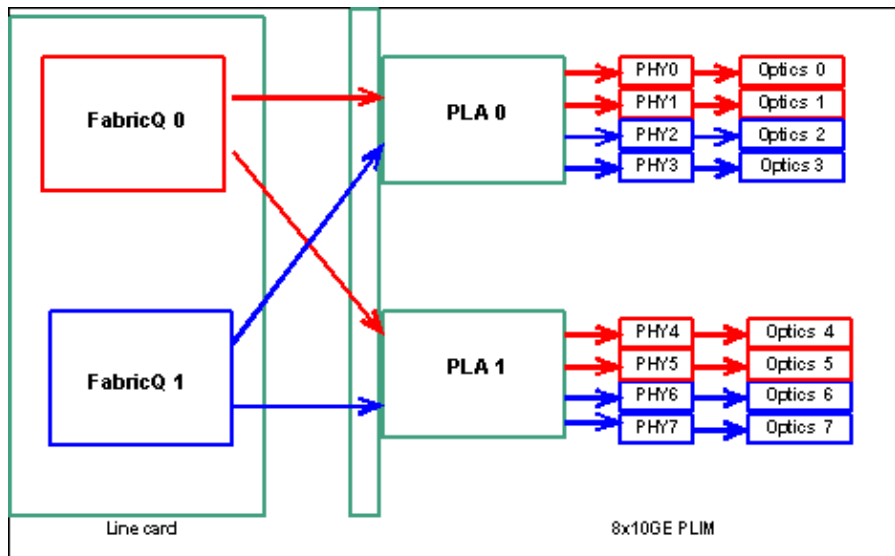 FabricQ 0
PLA 0
PHY0
Optics 0
PHY1
Optics 1
PHY2
Optics 2
PHY3
Optics 3
FabricQ 1
PLA 1
PHY4
Optics 4
PHY5
Optics 5
PHY6
Optics 6
PHY7
Optics 7
Line card
8x10GE PLIM